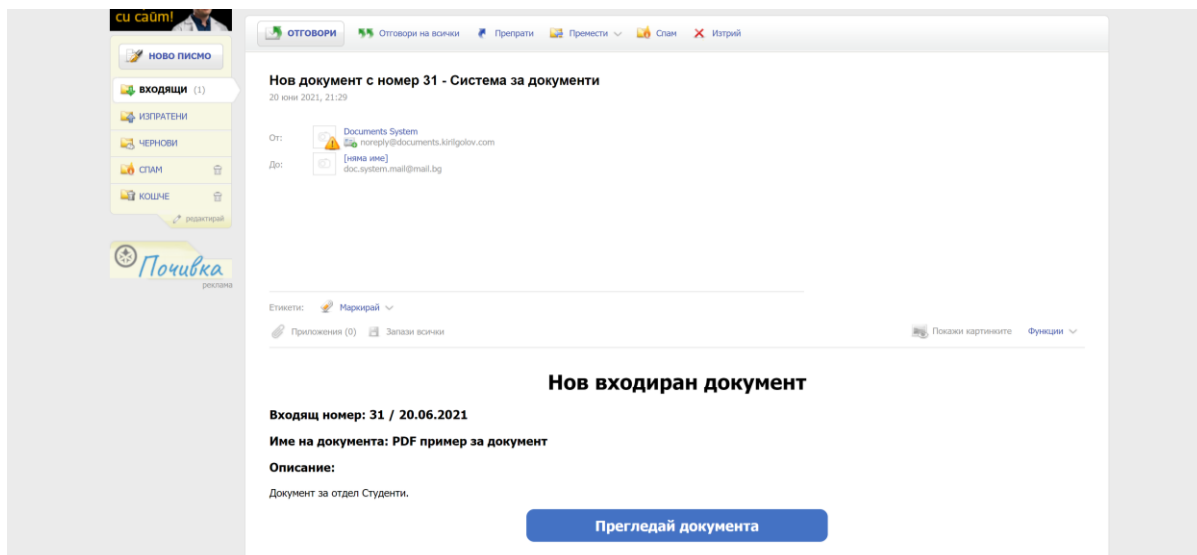 си сайт!
НОВО ПИСМО
ВХОДЯЩИ (1)
ИЗПРАТЕНИ
ЧЕРНОВИ
СПАМ
КОШЧЕ
редактирай
Почивка
реклама
ОТГОВОРИ Отговори на всички Препрати Премести Спам Изтрий
Нов документ с номер 31 - Система за документи
20 юни 2021, 21:29
От: Documents System
noreply@documents.kirilgolov.com
До: [няма име]
doc.system.mail@mail.bg
Етикети: Маркирай
Приложения (0) Запази всички Покажи картинките Функции
Нов входиран документ
Входящ номер: 31 / 20.06.2021
Име на документа: PDF пример за документ
Описание:
Документ за отдел Студенти.
Прегледай документа